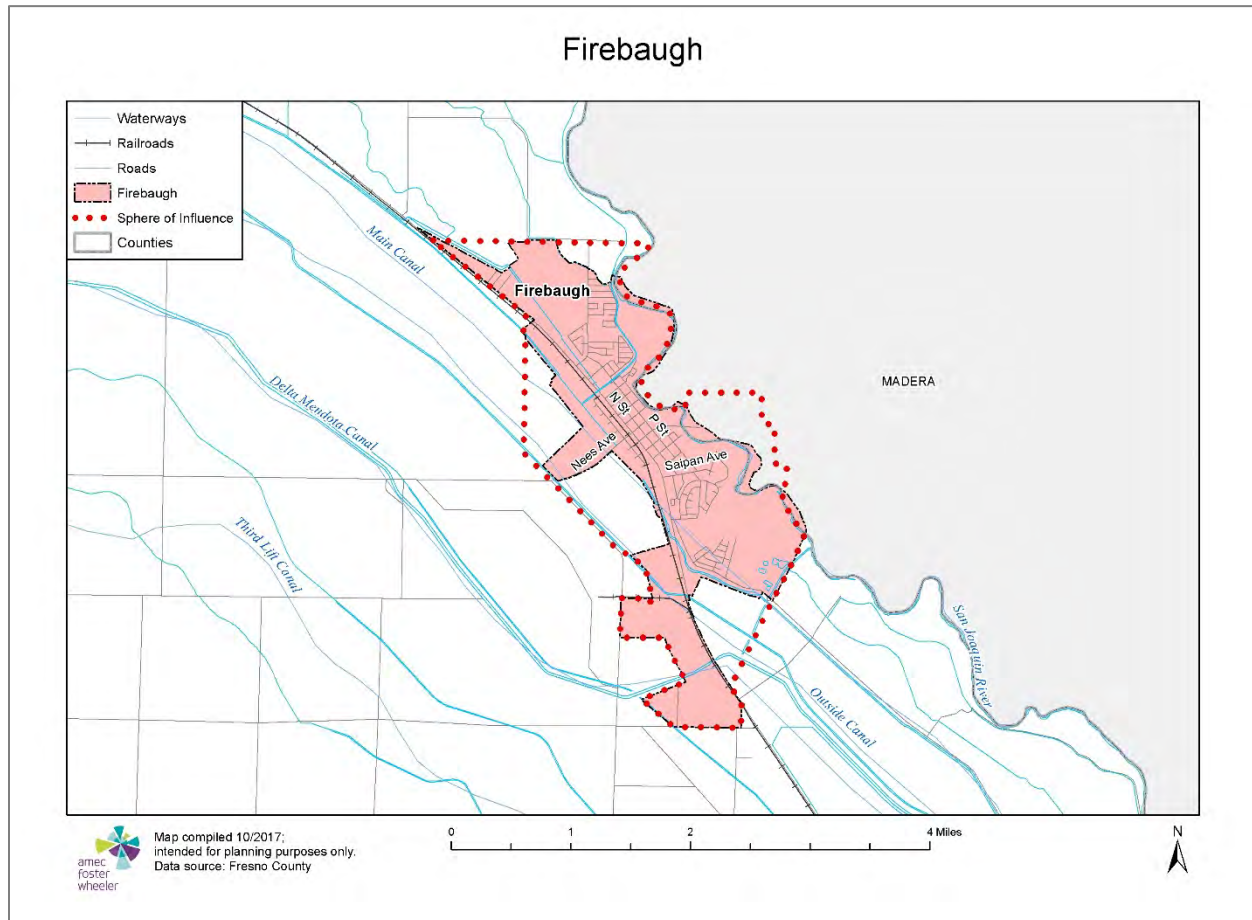 Firebaugh
Waterways
Railroads
Roads
Firebaugh
Sphere of Influence
Counties
Main Canal
Firebaugh
MADERA
Delta Mendota Canal
N St
P St
Nees Ave
Saipan Ave
Third Lift Canal
San Joaquin River
Outside Canal
amec
foster
wheeler
Map compiled 10/2017;
intended for planning purposes only.
Data source: Fresno County
0 1 2 4 Miles
N